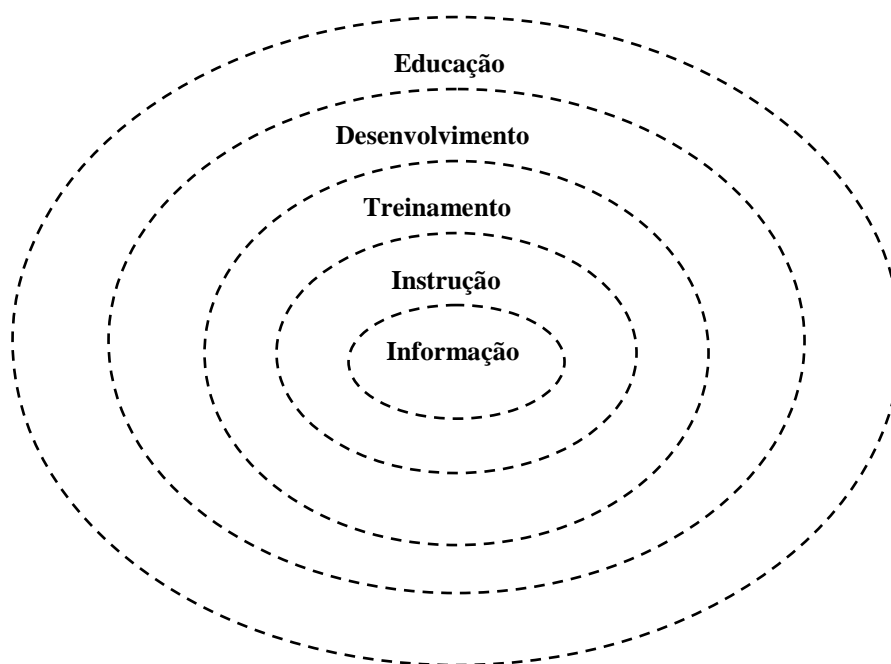 Educação
Desenvolvimento
Treinamento
Instrução
Informação